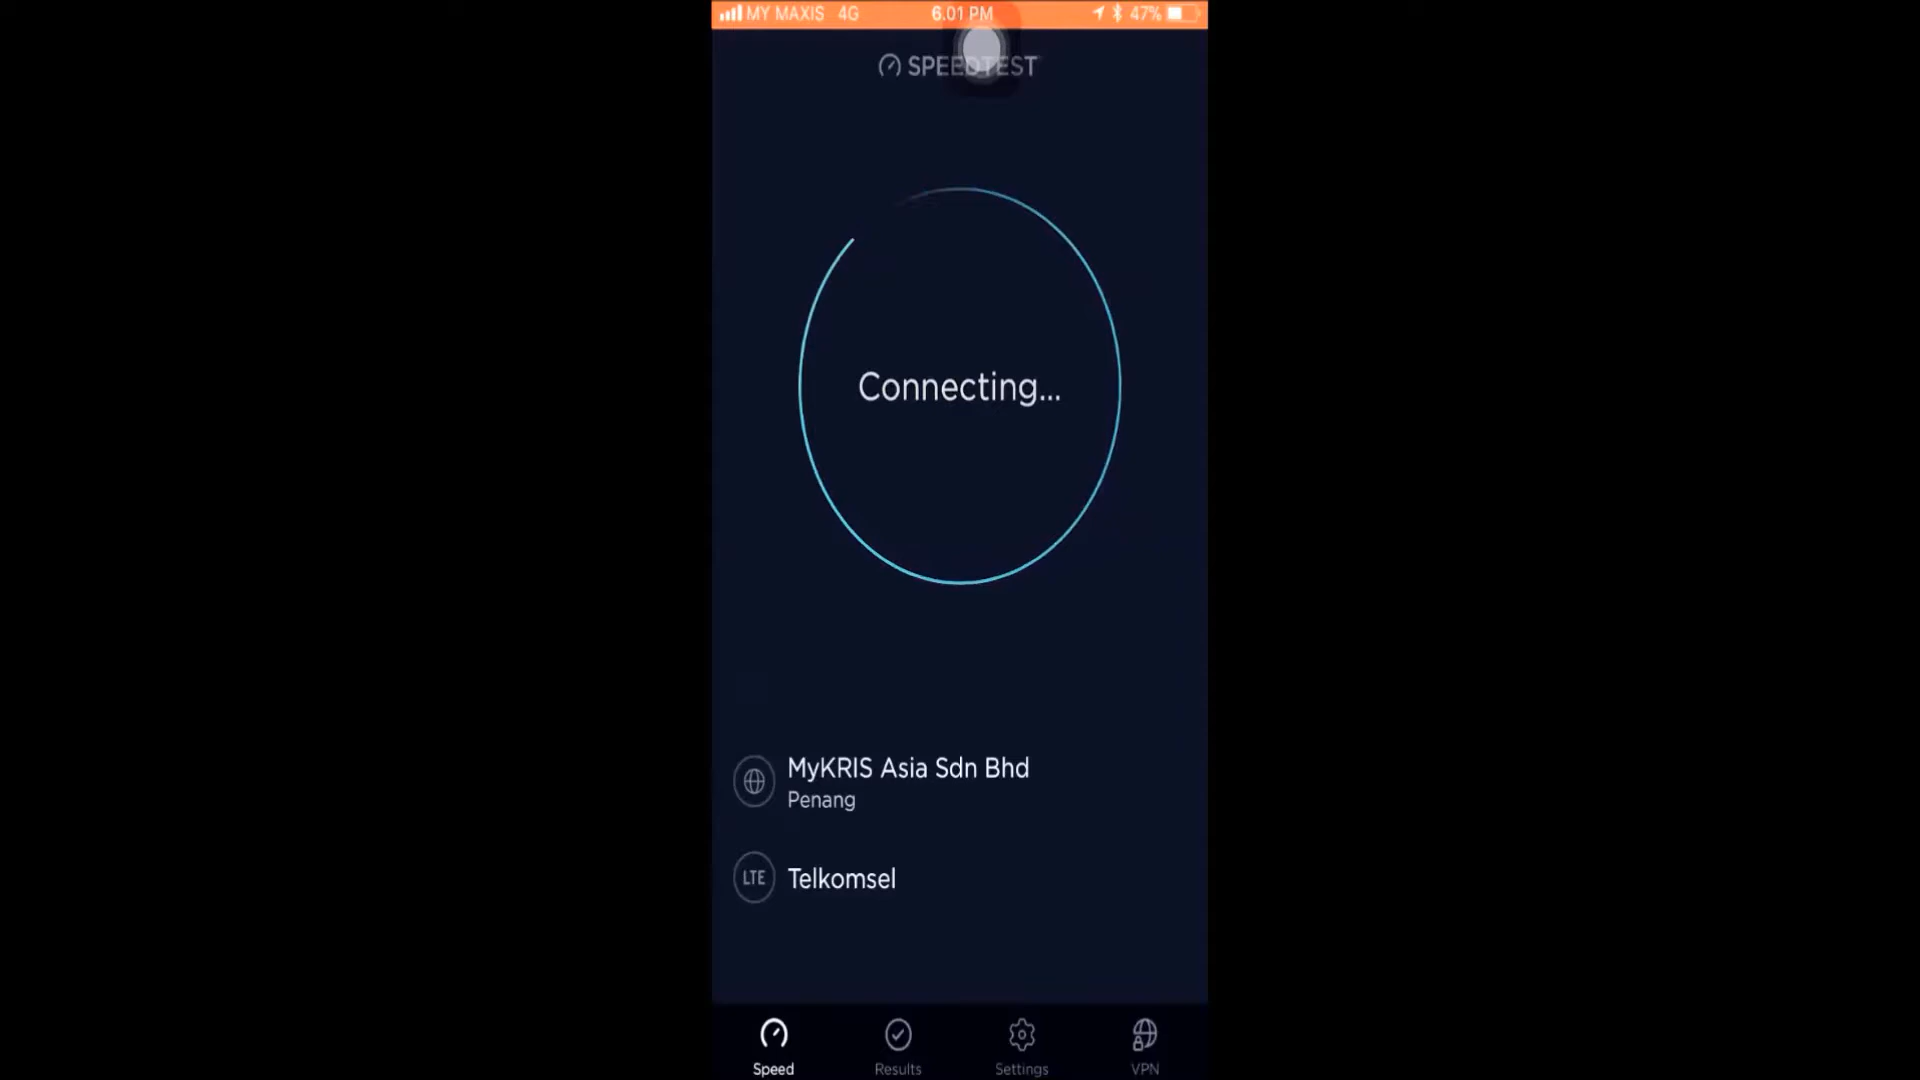 MY MAXIS 4G 6.01 PM 47%
SPEEDTEST
Connecting...
MyKRIS Asia Sdn Bhd
Penang
LTE Telkomsel
Speed Results Settings VPN